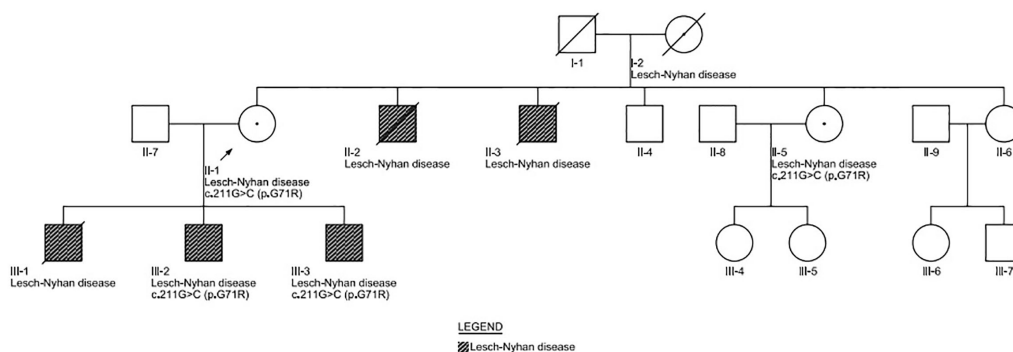 I-1
I-2
Lesch-Nyhan disease
II-7
II-1
Lesch-Nyhan disease
c.211G>C (p.G71R)
II-2
Lesch-Nyhan disease
II-3
Lesch-Nyhan disease
II-4
II-8
II-5
Lesch-Nyhan disease
c.211G>C (p.G71R)
II-9
II-6
III-1
Lesch-Nyhan disease
III-2
Lesch-Nyhan disease
c.211G>C (p.G71R)
III-3
Lesch-Nyhan disease
c.211G>C (p.G71R)
III-4
III-5
III-6
III-7
LEGEND
Lesch-Nyhan disease